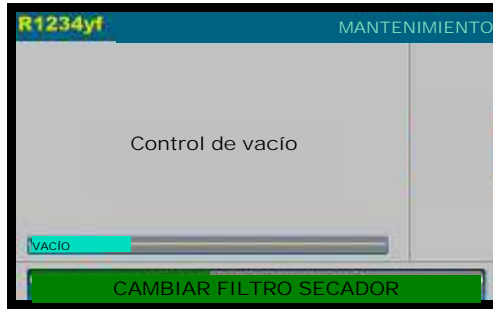 R1234yf
MANTENIMIENTO
Control de vacío
VACÍO
CAMBIAR FILTRO SECADOR